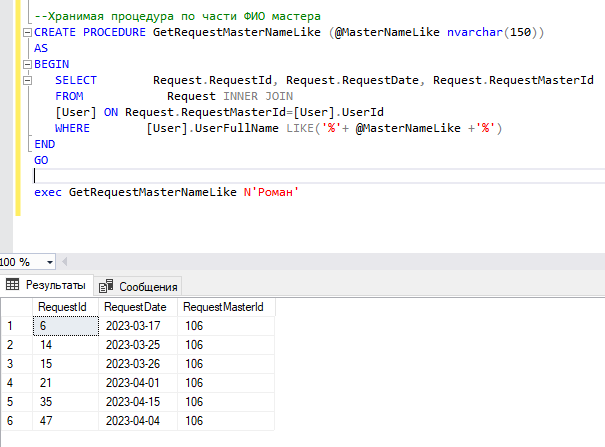 --Хранимая процедура по части ФИО мастера
CREATE PROCEDURE GetRequestMasterNameLike (@MasterNameLike nvarchar(150))
AS
BEGIN
SELECT Request.RequestId, Request.RequestDate, Request.RequestMasterId
FROM Request INNER JOIN
[User] ON Request.RequestMasterId=[User].UserId
WHERE [User].UserFullName LIKE('%'+ @MasterNameLike +'%')
END
GO
exec GetRequestMasterNameLike N'Роман'
100 %
Результаты Сообщения
RequestId RequestDate RequestMasterId
1 6 2023-03-17 106
2 14 2023-03-25 106
3 15 2023-03-26 106
4 21 2023-04-01 106
5 35 2023-04-15 106
6 47 2023-04-04 106